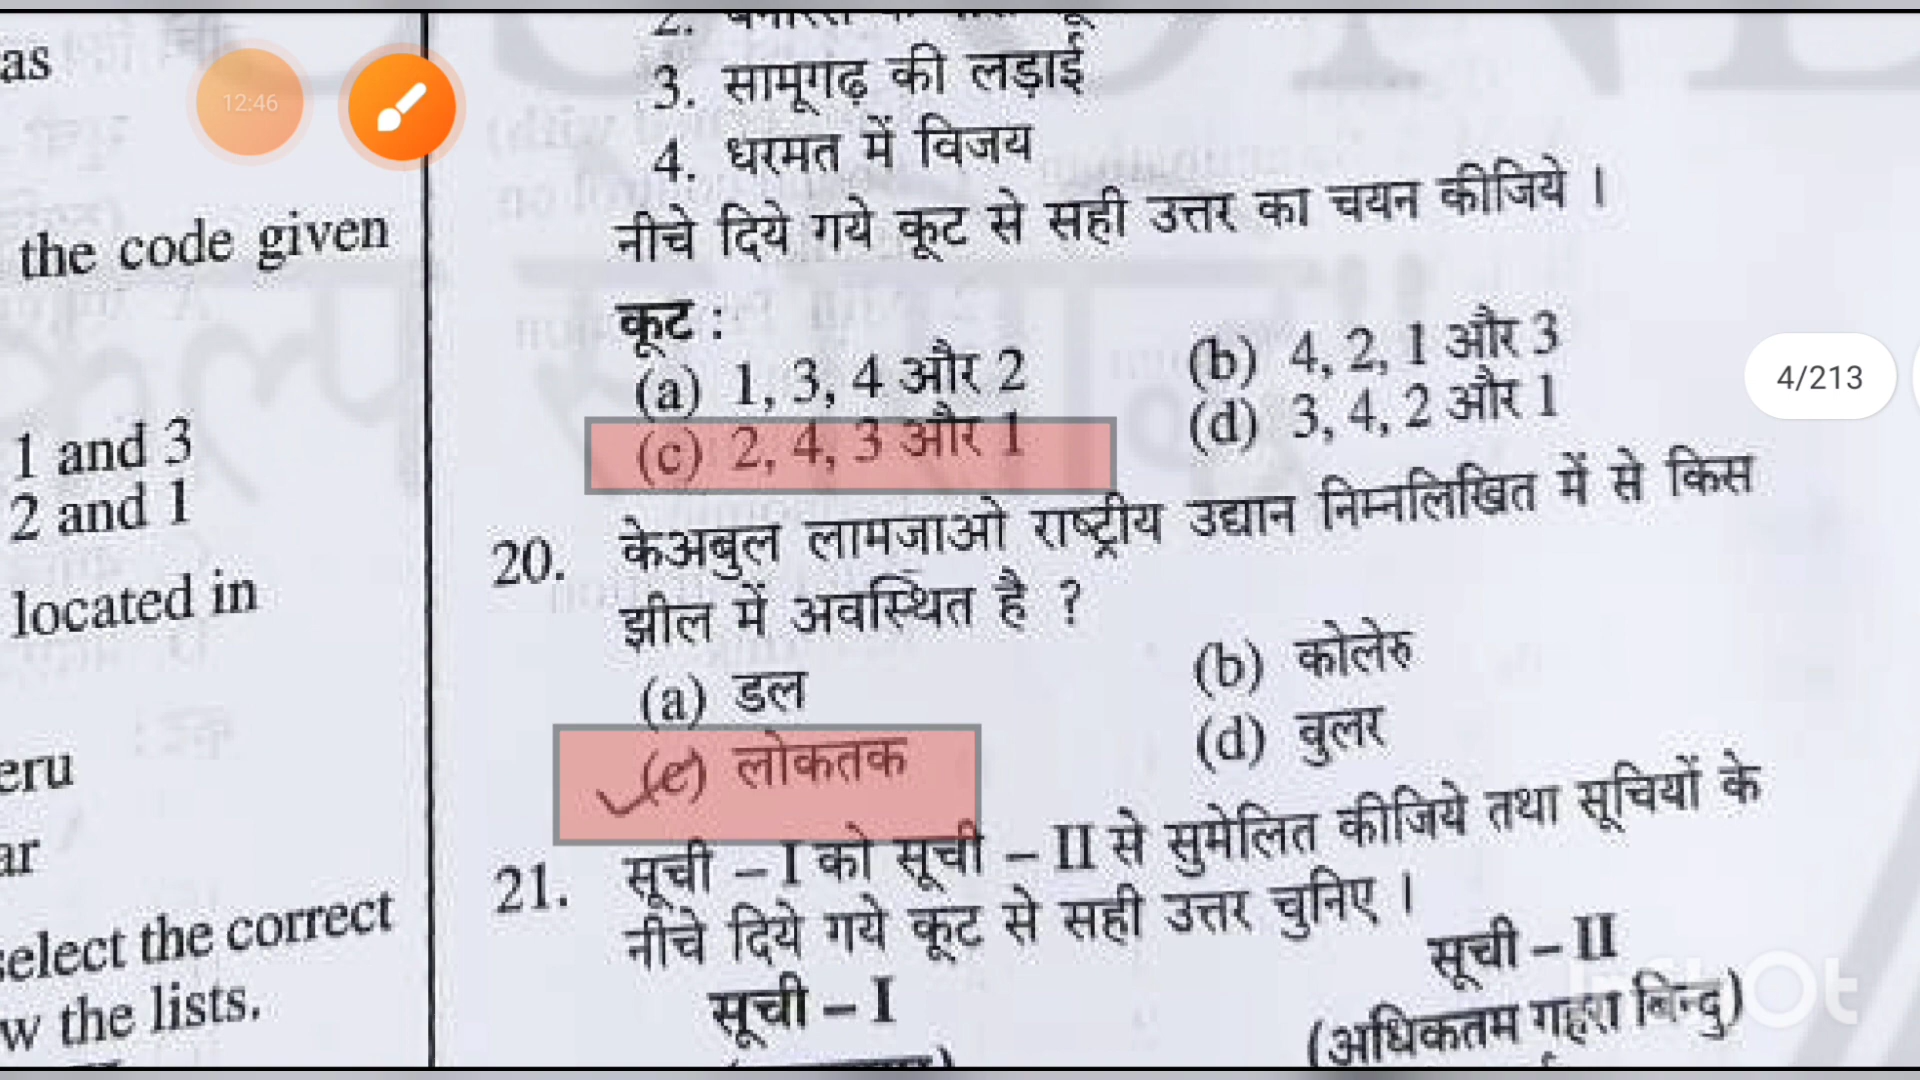 as
12:46
3. सामूगढ़ की लड़ाई
4. धरमत में विजय
the code given
नीचे दिये गये कूट से सही उत्तर का चयन कीजिये ।
कूट :
(a) 1, 3, 4 और 2
(b) 4, 2, 1 और 3
4/213
1 and 3
(c) 2, 4, 3 और 1
(d) 3, 4, 2 और 1
2 and 1
20. केअबुल लामजाओ राष्ट्रीय उद्यान निम्नलिखित में से किस
झील में अवस्थित है ?
located in
(a) डल
(b) कोलेरु
eru
(c) लोकतक
(d) वुलर
ar
21. सूची – I को सूची – II से सुमेलित कीजिये तथा सूचियों के
नीचे दिये गये कूट से सही उत्तर चुनिए ।
select the correct
w the lists.
सूची – I
सूची – II
(अधिकतम गहरा बिन्दु)
InShOt